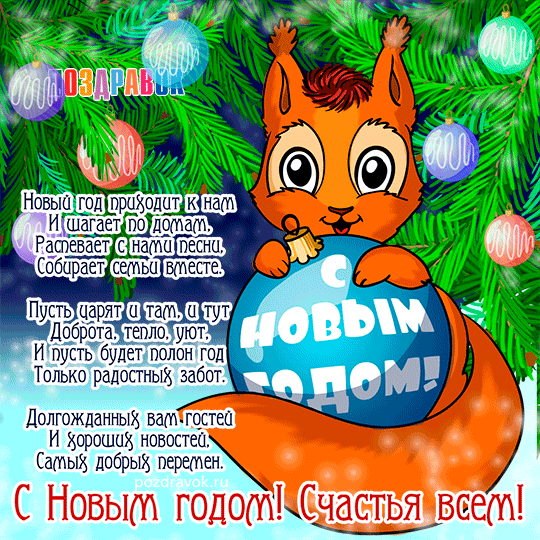 ПОЗДРАВОК
Новый год приходит к нам
И шагает по домам,
Распевает с нами песни,
Собирает семьи вместе.
Пусть царят и там, и тут
Доброта, тепло, уют,
И пусть будет полон год
Только радостных забот.
Долгожданных вам гостей
И хороших новостей,
Самых добрых перемен.
С
НОВЫМ
ГОДОМ!
pozdravok.ru
С Новым годом! Счастья всем!